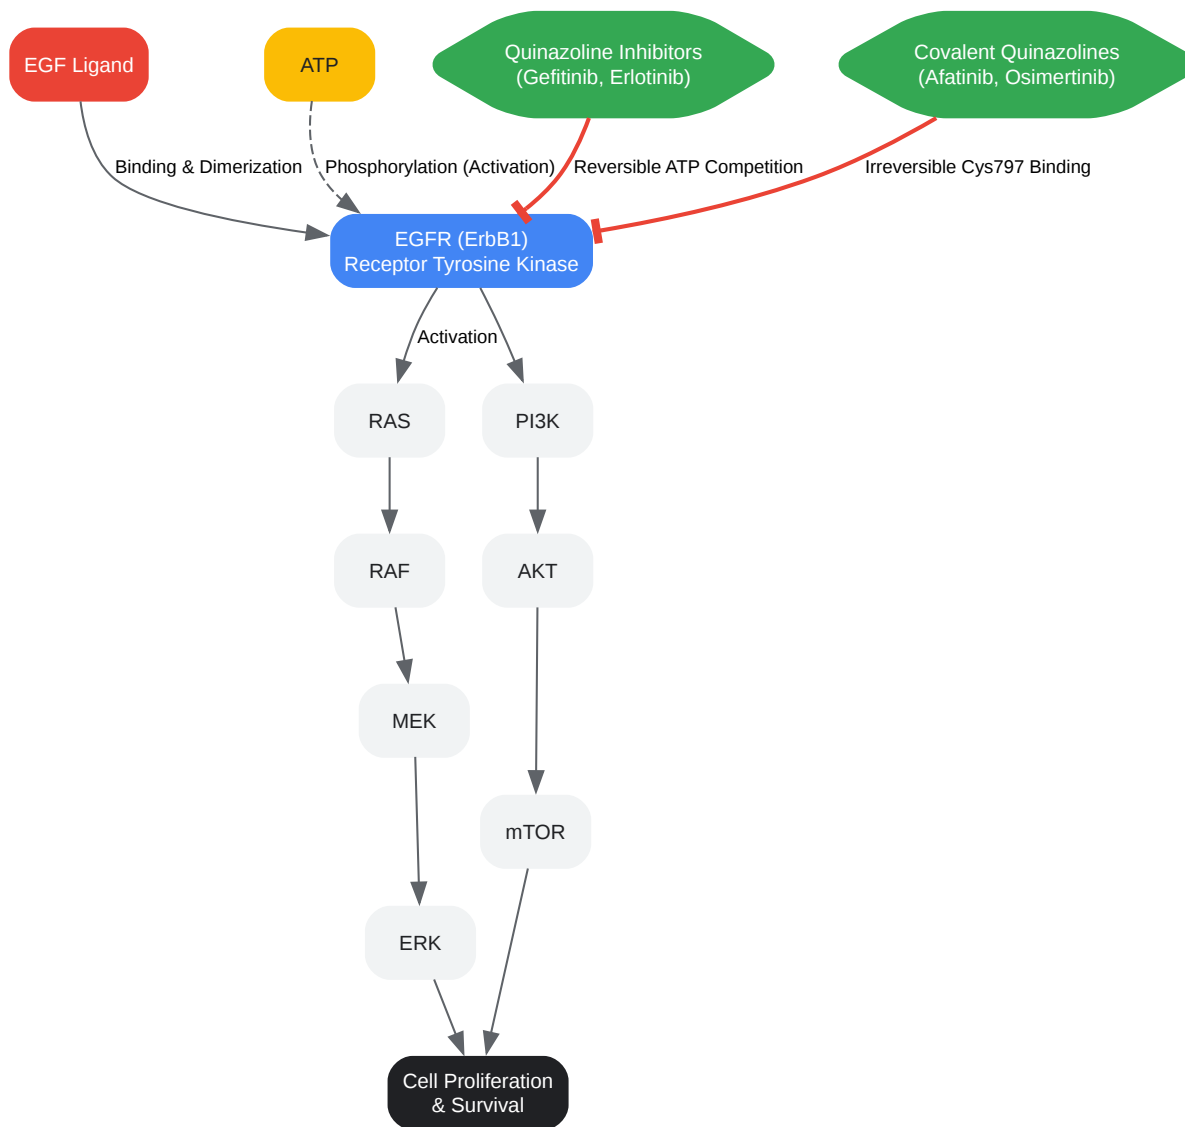 EGF Ligand
ATP
Quinazoline Inhibitors
(Gefitinib, Erlotinib)
Covalent Quinazolines
(Afatinib, Osimertinib)
Binding & Dimerization
Phosphorylation (Activation)
Reversible ATP Competition
Irreversible Cys797 Binding
EGFR (ErbB1)
Receptor Tyrosine Kinase
Activation
RAS
PI3K
RAF
AKT
MEK
mTOR
ERK
Cell Proliferation
& Survival